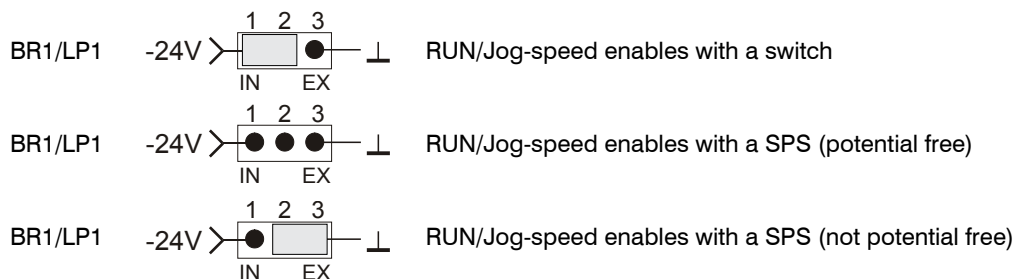 1 2 3
BR1/LP1 -24V RUN/Jog-speed enables with a switch
IN EX
1 2 3
BR1/LP1 -24V RUN/Jog-speed enables with a SPS (potential free)
IN EX
1 2 3
BR1/LP1 -24V RUN/Jog-speed enables with a SPS (not potential free)
IN EX